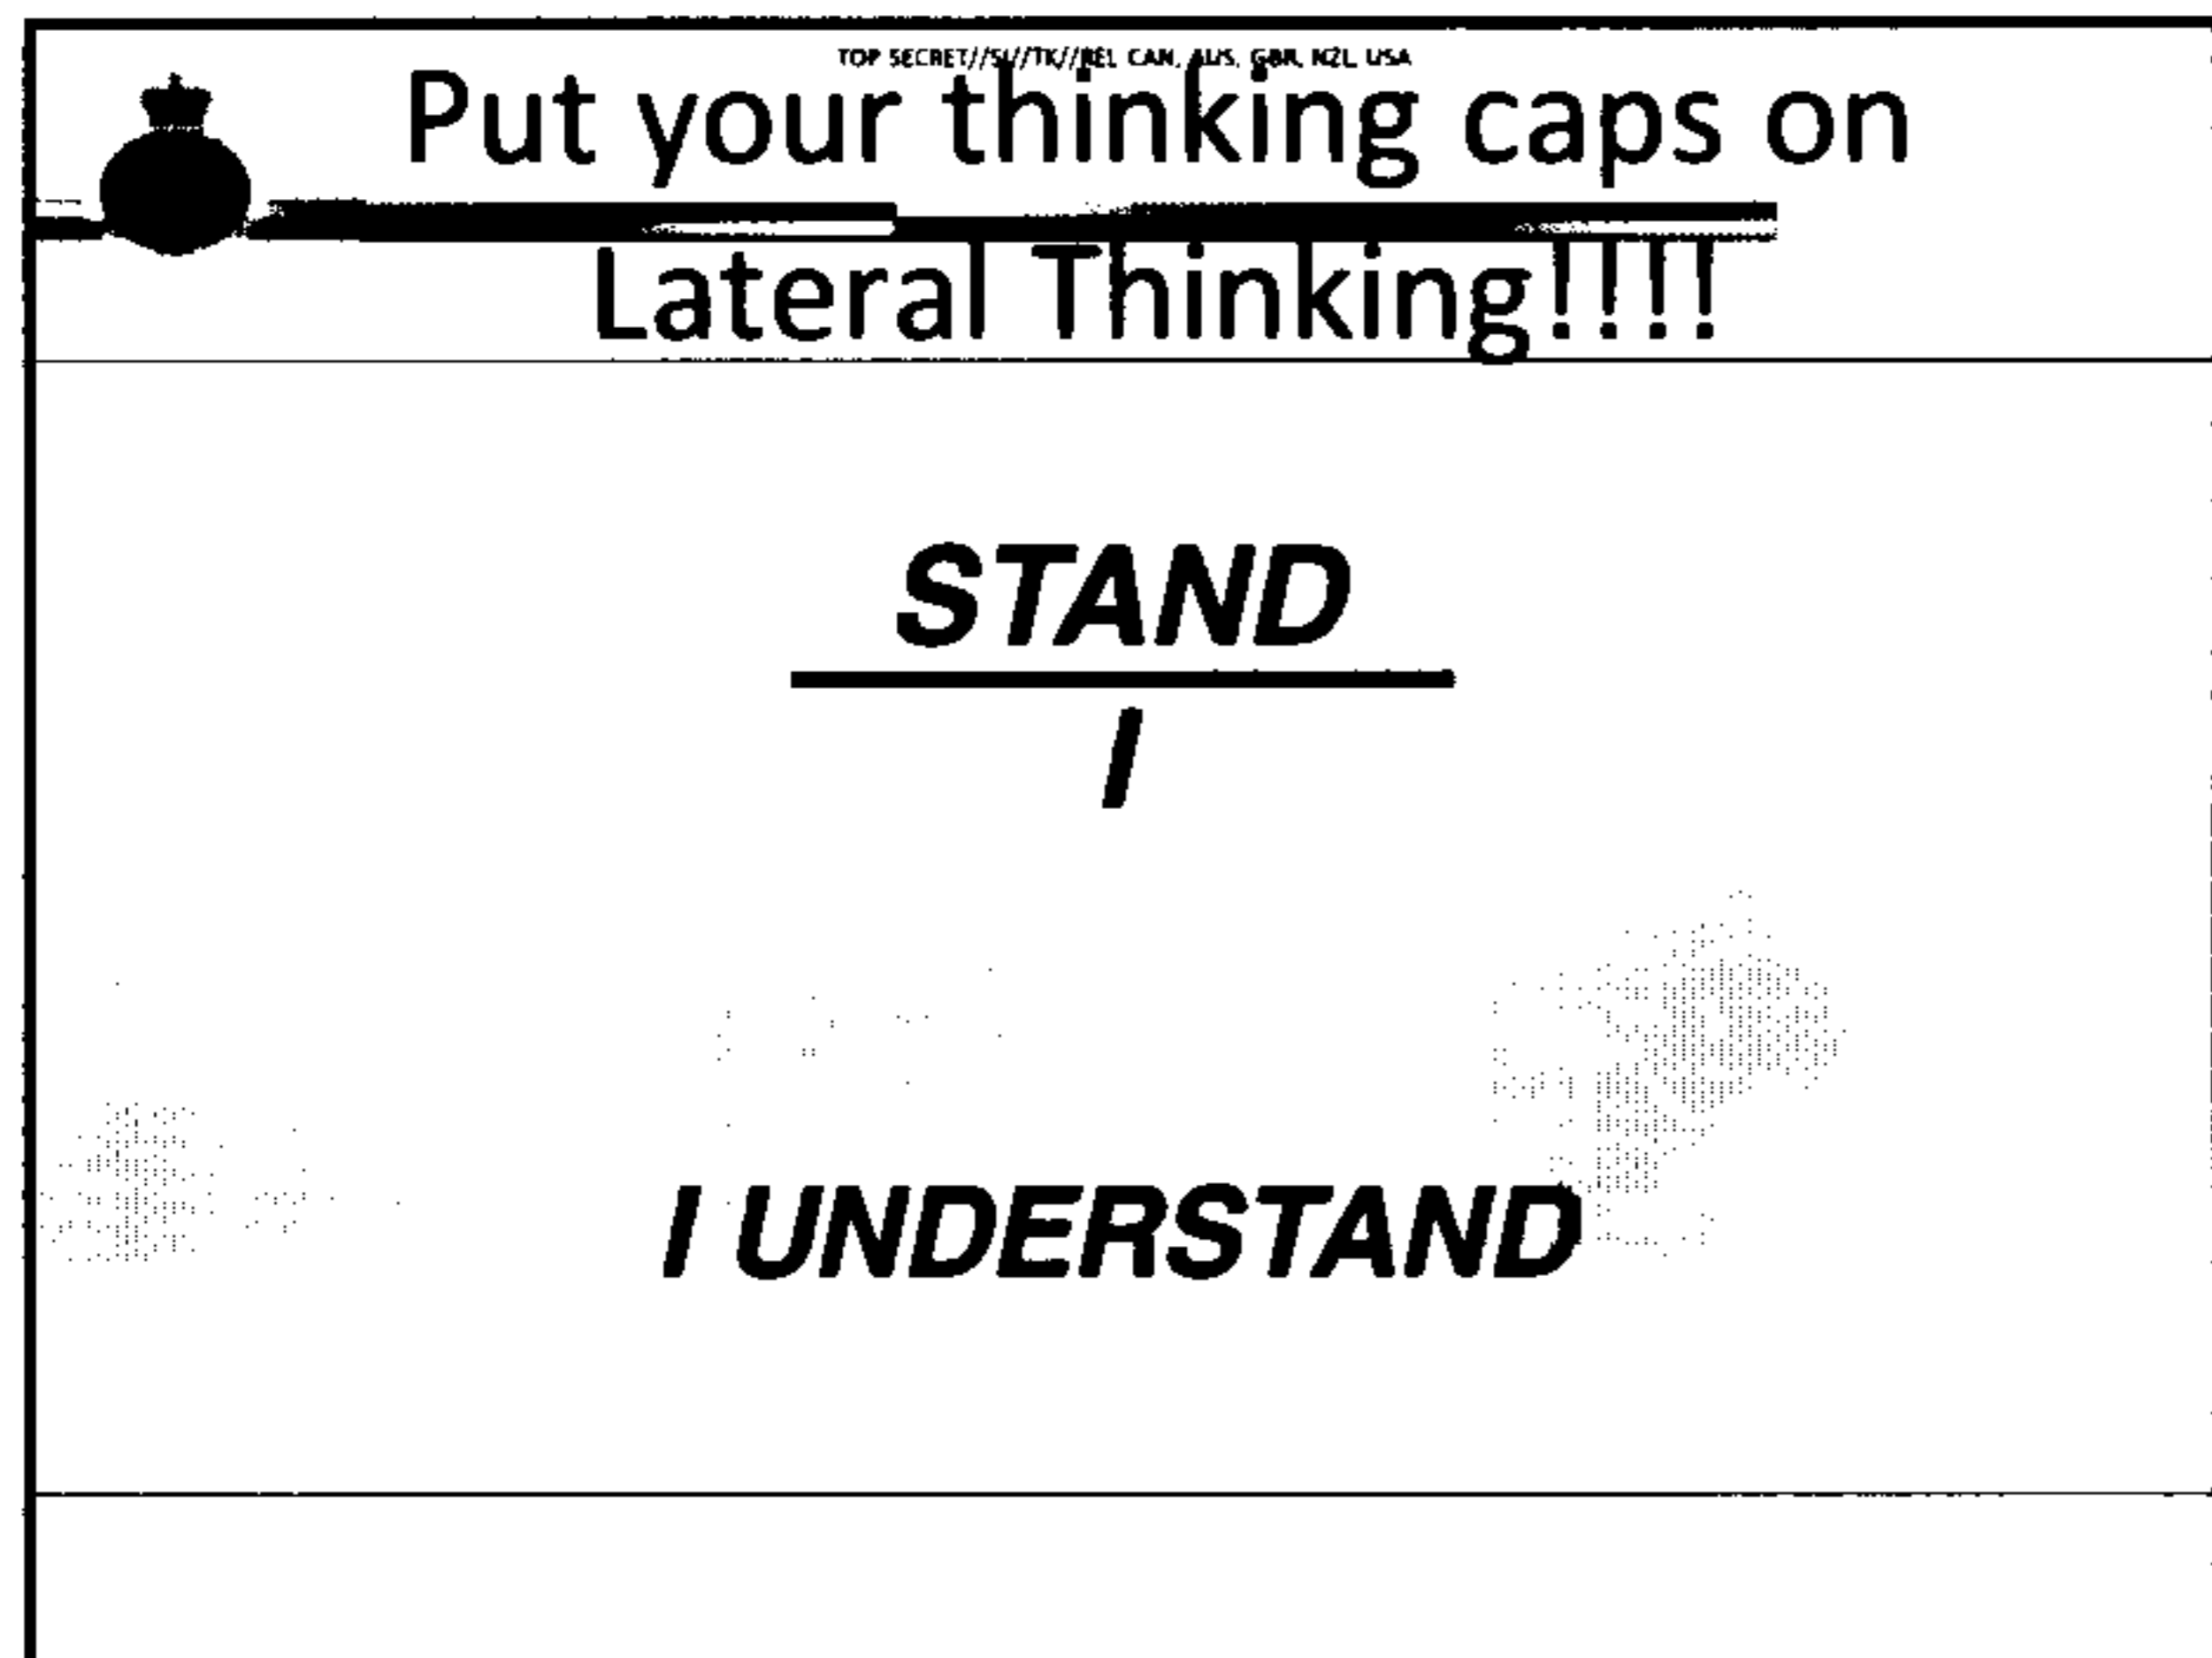 TOP SECRET//SI//TK//REL CAN, AUS, GBR, NZL, USA
Put your thinking caps on
Lateral Thinking!!!!
STAND
I
I UNDERSTAND